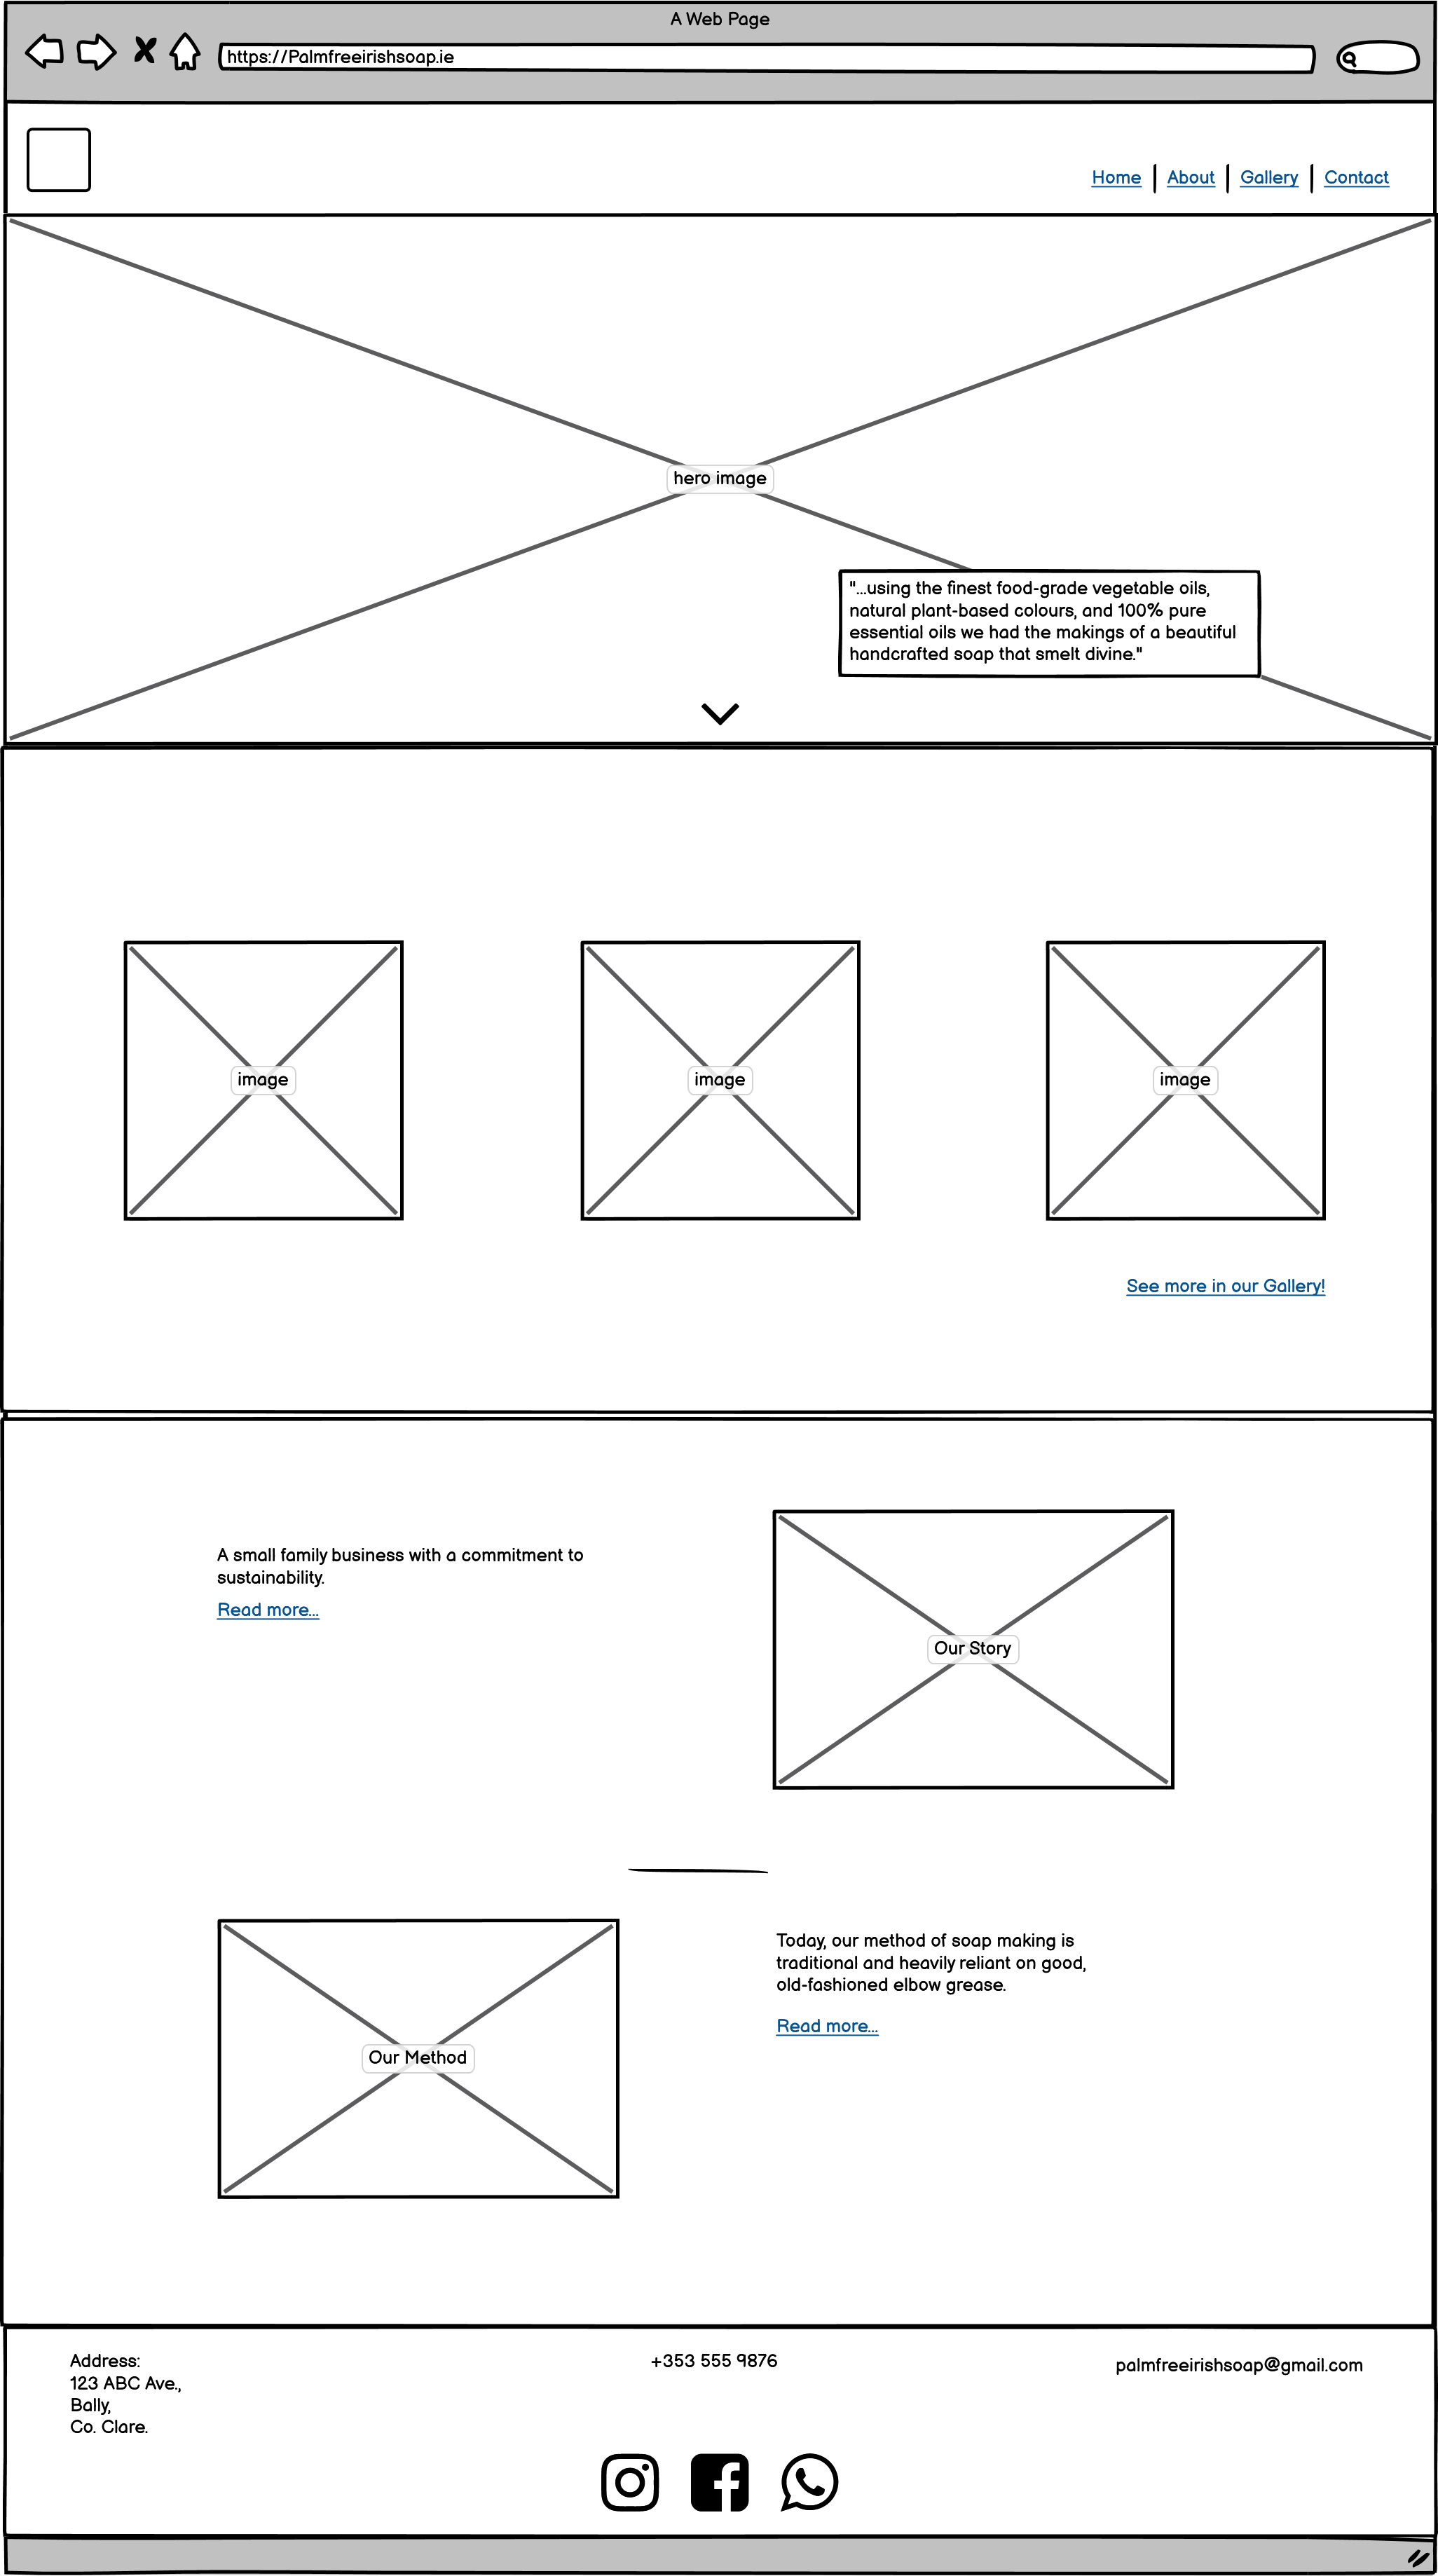 A Web Page
https://Palmfreeirishsoap.ie
Home
About
Gallery
Contact
hero image
"...using the finest food-grade vegetable oils,
natural plant-based colours, and 100% pure
essential oils we had the makings of a beautiful
handcrafted soap that smelt divine."
image
image
image
See more in our Gallery!
A small family business with a commitment to
sustainability.
Read more...
Our Story
Our Method
Today, our method of soap making is
traditional and heavily reliant on good,
old-fashioned elbow grease.
Read more...
Address:
123 ABC Ave.,
Bally,
Co. Clare.
+353 555 9876
palmfreeirishsoap@gmail.com